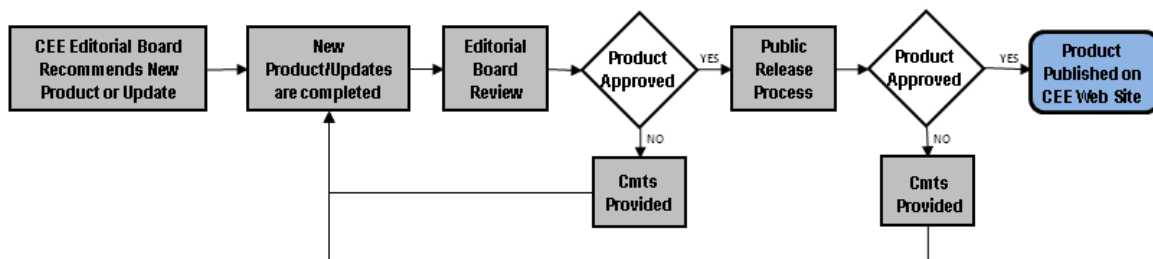 CEE Editorial Board
Recommends New
Product or Update
New
Product/Updates
are completed
Editorial
Board
Review
Product
Approved
YES
NO
Cmts
Provided
Public
Release
Process
Product
Approved
YES
NO
Cmts
Provided
Product
Published on
CEE Web Site